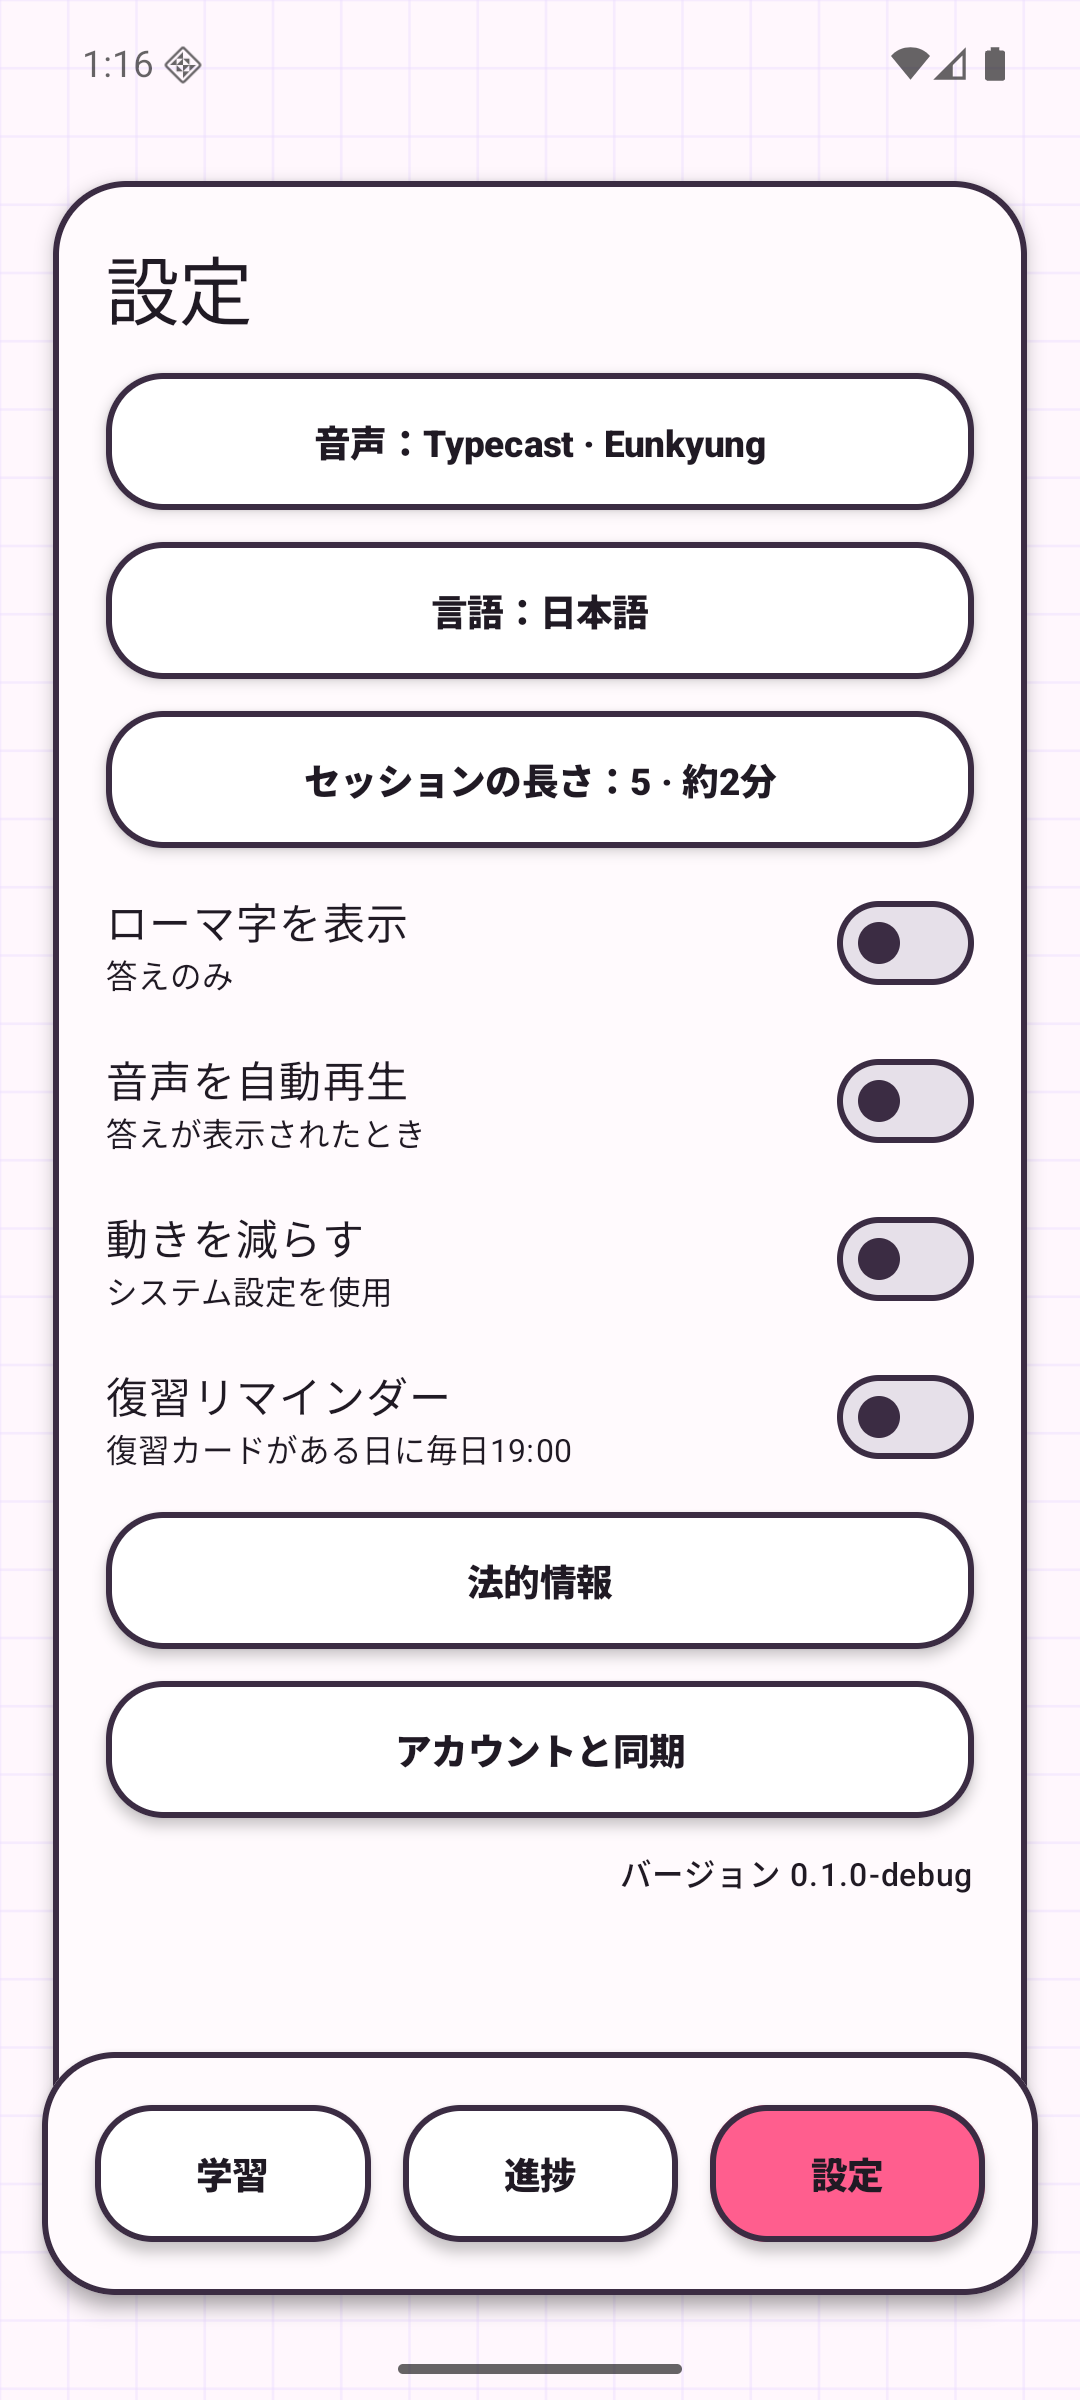 1:16
設定
音声：Typecast · Eunkyung
言語：日本語
セッションの長さ：5 · 約2分
ローマ字を表示
答えのみ
音声を自動再生
答えが表示されたとき
動きを減らす
システム設定を使用
復習リマインダー
復習カードがある日に毎日19:00
法的情報
アカウントと同期
バージョン 0.1.0-debug
学習
進捗
設定